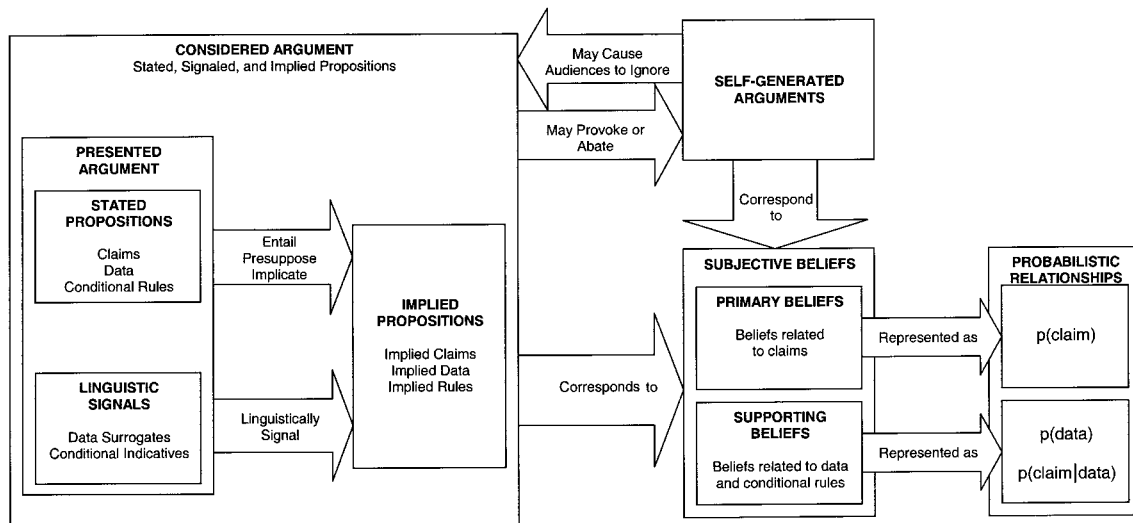 CONSIDERED ARGUMENT
Stated, Signaled, and Implied Propositions
PRESENTED
ARGUMENT
STATED
PROPOSITIONS
Claims
Data
Conditional Rules
LINGUISTIC
SIGNALS
Data Surrogates
Conditional Indicatives
Entail
Presuppose
Implicate
Linguistically
Signal
IMPLIED
PROPOSITIONS
Implied Claims
Implied Data
Implied Rules
May Cause
Audiences to Ignore
May Provoke or
Abate
SELF-GENERATED
ARGUMENTS
Correspond
to
Corresponds to
SUBJECTIVE BELIEFS
PRIMARY BELIEFS
Beliefs related
to claims
SUPPORTING
BELIEFS
Beliefs related to data
and conditional rules
Represented as
Represented as
PROBABILISTIC
RELATIONSHIPS
p(claim)
p(data)
p(claim|data)